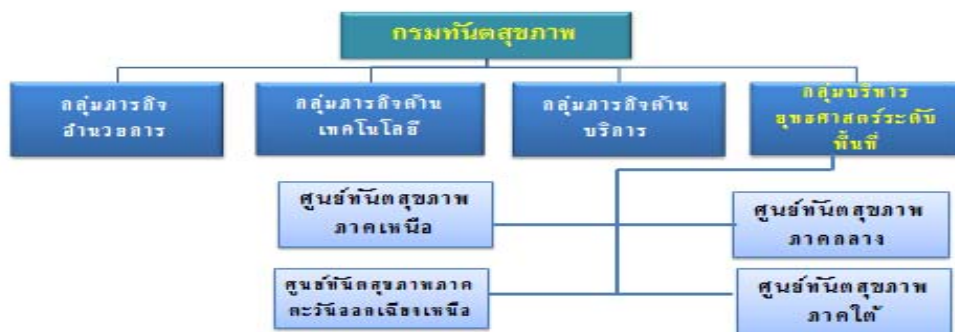 กรมทันตสุขภาพ
กลุ่มภารกิจ
อำนวยการ
กลุ่มภารกิจด้าน
เทคโนโลยี
กลุ่มภารกิจด้าน
บริการ
กลุ่มบริหาร
ยุทธศาสตร์ระดับ
พื้นที่
ศูนย์ทันตสุขภาพ
ภาคเหนือ
ศูนย์ทันตสุขภาพ
ภาคกลาง
ศูนย์ทันตสุขภาพภาค
ตะวันออกเฉียงเหนือ
ศูนย์ทันตสุขภาพ
ภาคใต้